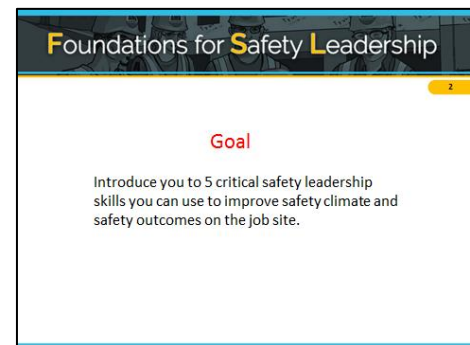 Foundations for Safety Leadership
2
Goal
Introduce you to 5 critical safety leadership
skills you can use to improve safety climate and
safety outcomes on the job site.